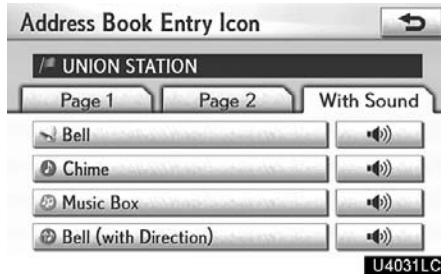 Address Book Entry Icon
UNION STATION
Page 1 Page 2 With Sound
Bell
Chime
Music Box
Bell (with Direction)
U4031LC